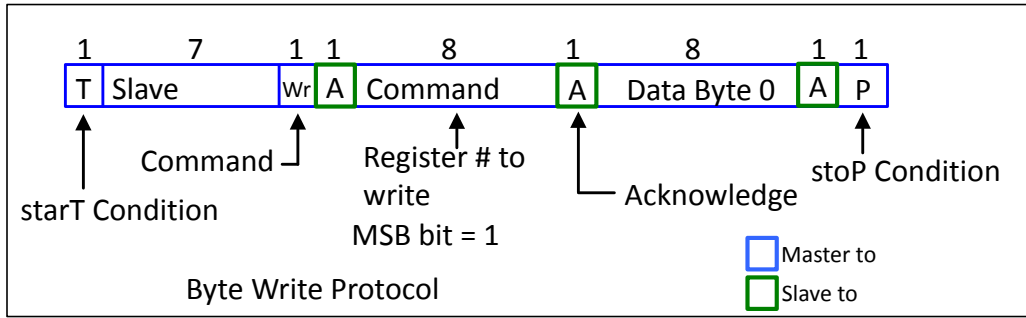 1 7 1 1 8 1 8 1 1
T Slave Wr A Command A Data Byte 0 A P
Command
Register # to
write
MSB bit = 1
Acknowledge
stoP Condition
starT Condition
Master to
Slave to
Byte Write Protocol